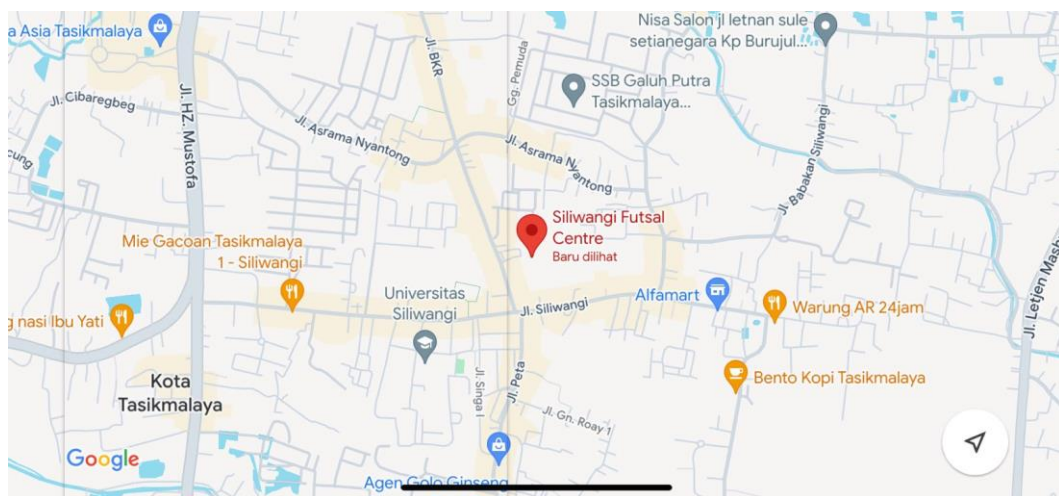 a Asia Tasikmalaya
Jl. BKR
Gg. Pemuda
Nisa Salon jl letnan sule
setianegara Kp Burujul...
SSB Galuh Putra
Tasikmalaya...
Jl. Cibaregbeg
Jl. HZ. Mustofa
Jl. Asrama Nyantong
Jl. Asrama Nyantong
cung
Jl. Babakan Siliwangi
Siliwangi Futsal
Centre
Baru dilihat
Mie Gacoan Tasikmalaya
1 - Siliwangi
Universitas
Siliwangi
Jl. Siliwangi
Alfamart
Warung AR 24jam
g nasi Ibu Yati
Jl. Letjen Mash
Kota
Tasikmalaya
Jl. Singa I
Jl. Peta
Bento Kopi Tasikmalaya
Jl. Gn. Roay 1
Google
Agen Golo Ginseng